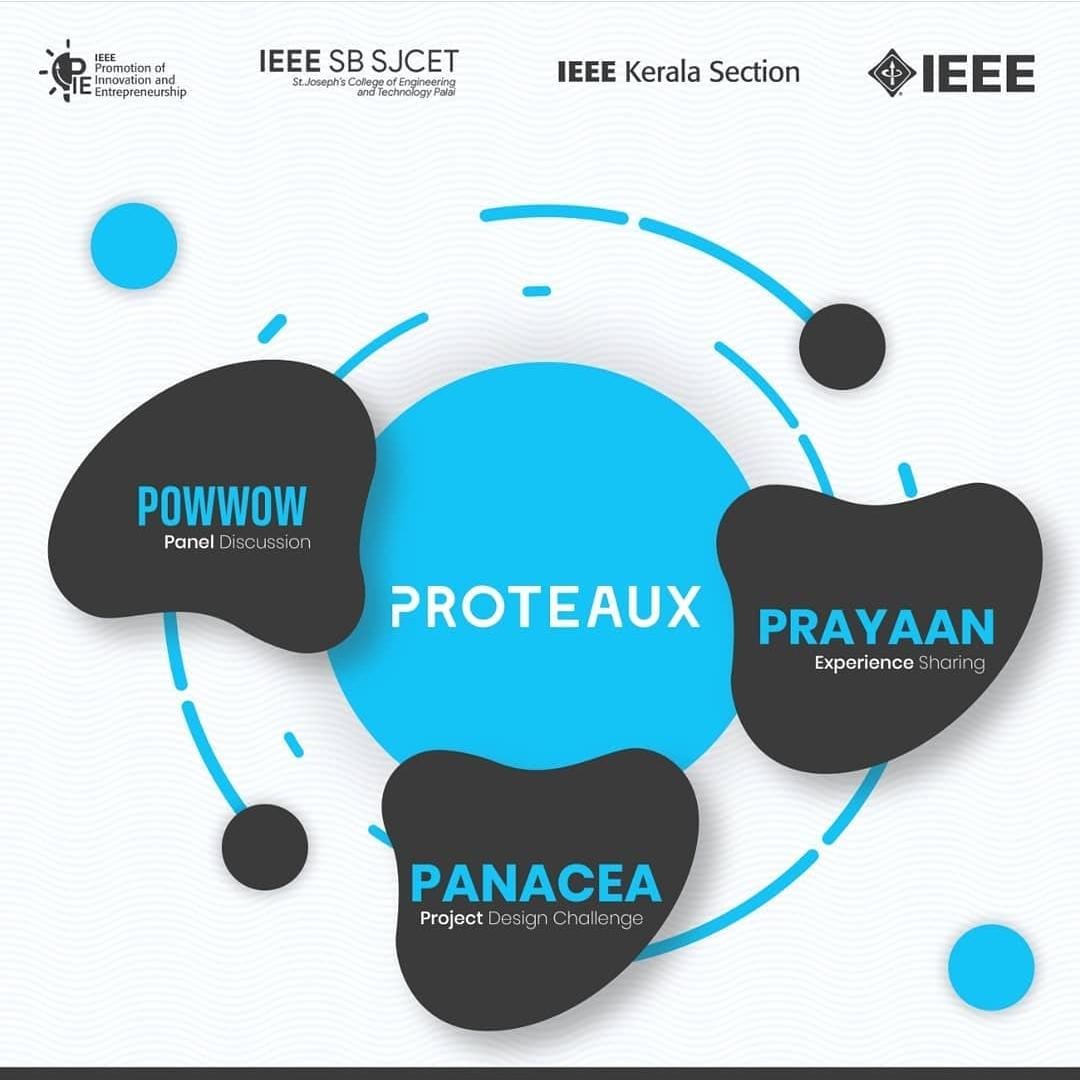 PIE
IEEE
Promotion of
Innovation and
Entrepreneurship
IEEE SB SJCET
St.Joseph's College of Engineering
and Technology Palai
IEEE Kerala Section
IEEE
POWWOW
Panel Discussion
PROTEAUX
PRAYAAN
Experience Sharing
PANACEA
Project Design Challenge